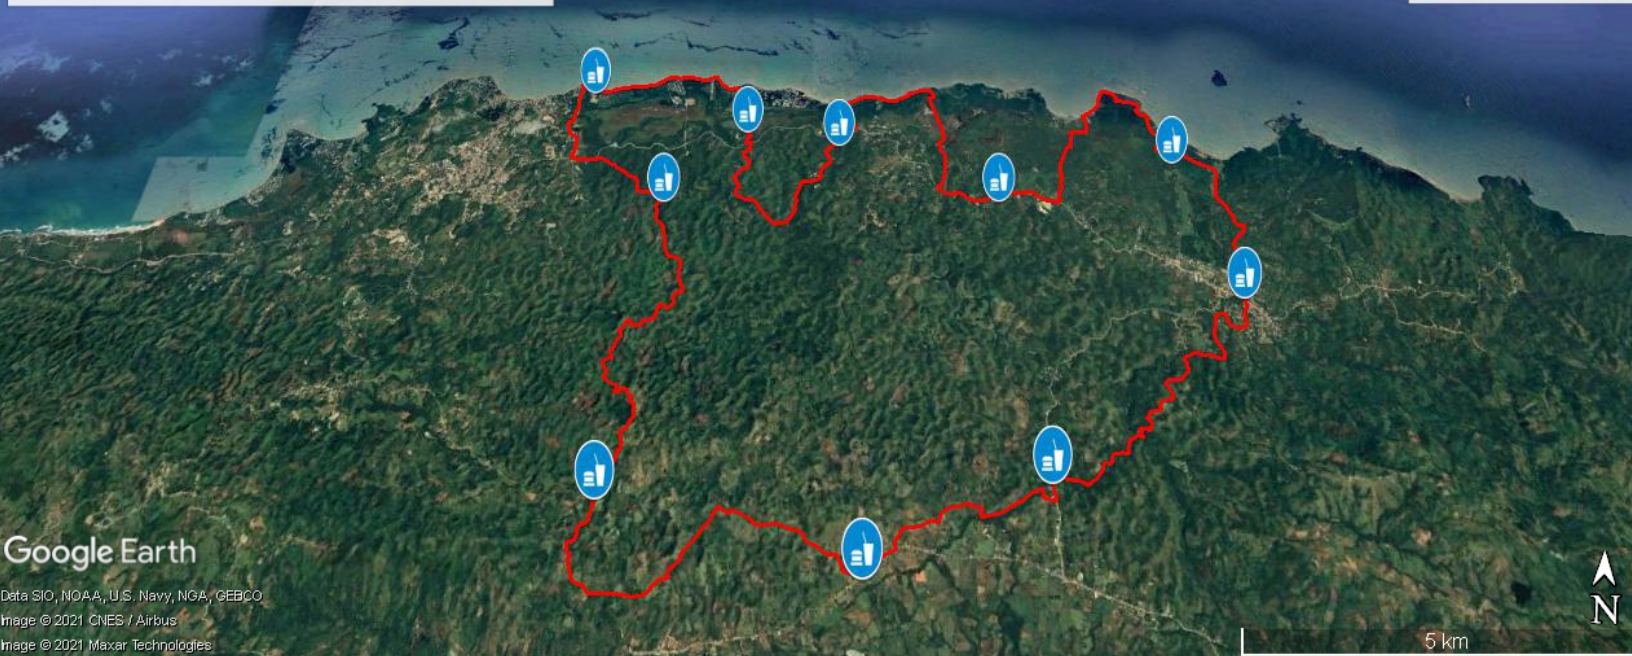 Google Earth
Data SIO, NOAA, U.S. Navy, NGA, GEBCO
Image © 2021 CNES / Airbus
Image © 2021 Maxar Technologies
N
5 km